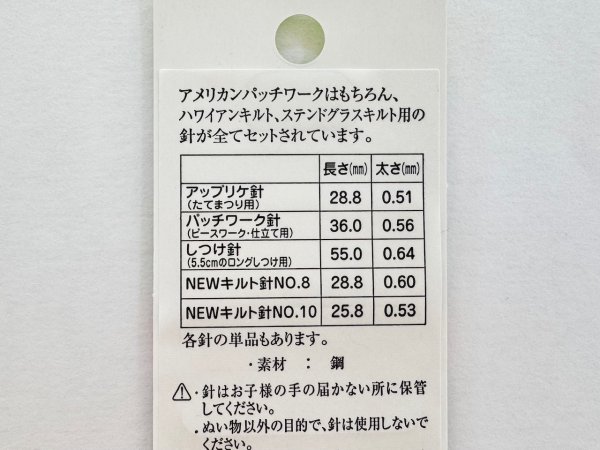 アメリカンパッチワークはもちろん、
ハワイアンキルト、ステンドグラスキルト用の
針が全てセットされています。
長さ(mm) 太さ(mm)
アップリケ針 28.8 0.51
(たてまつり用)
パッチワーク針 36.0 0.56
(ピースワーク・仕立て用)
しつけ針 55.0 0.64
(5.5cmのロングしつけ用)
NEWキルト針NO.8 28.8 0.60
NEWキルト針NO.10 25.8 0.53
各針の単品もあります。
・素材 : 鋼
⚠・針はお子様の手の届かない所に保管
してください。
・ぬい物以外の目的で、針は使用しないで
ください。